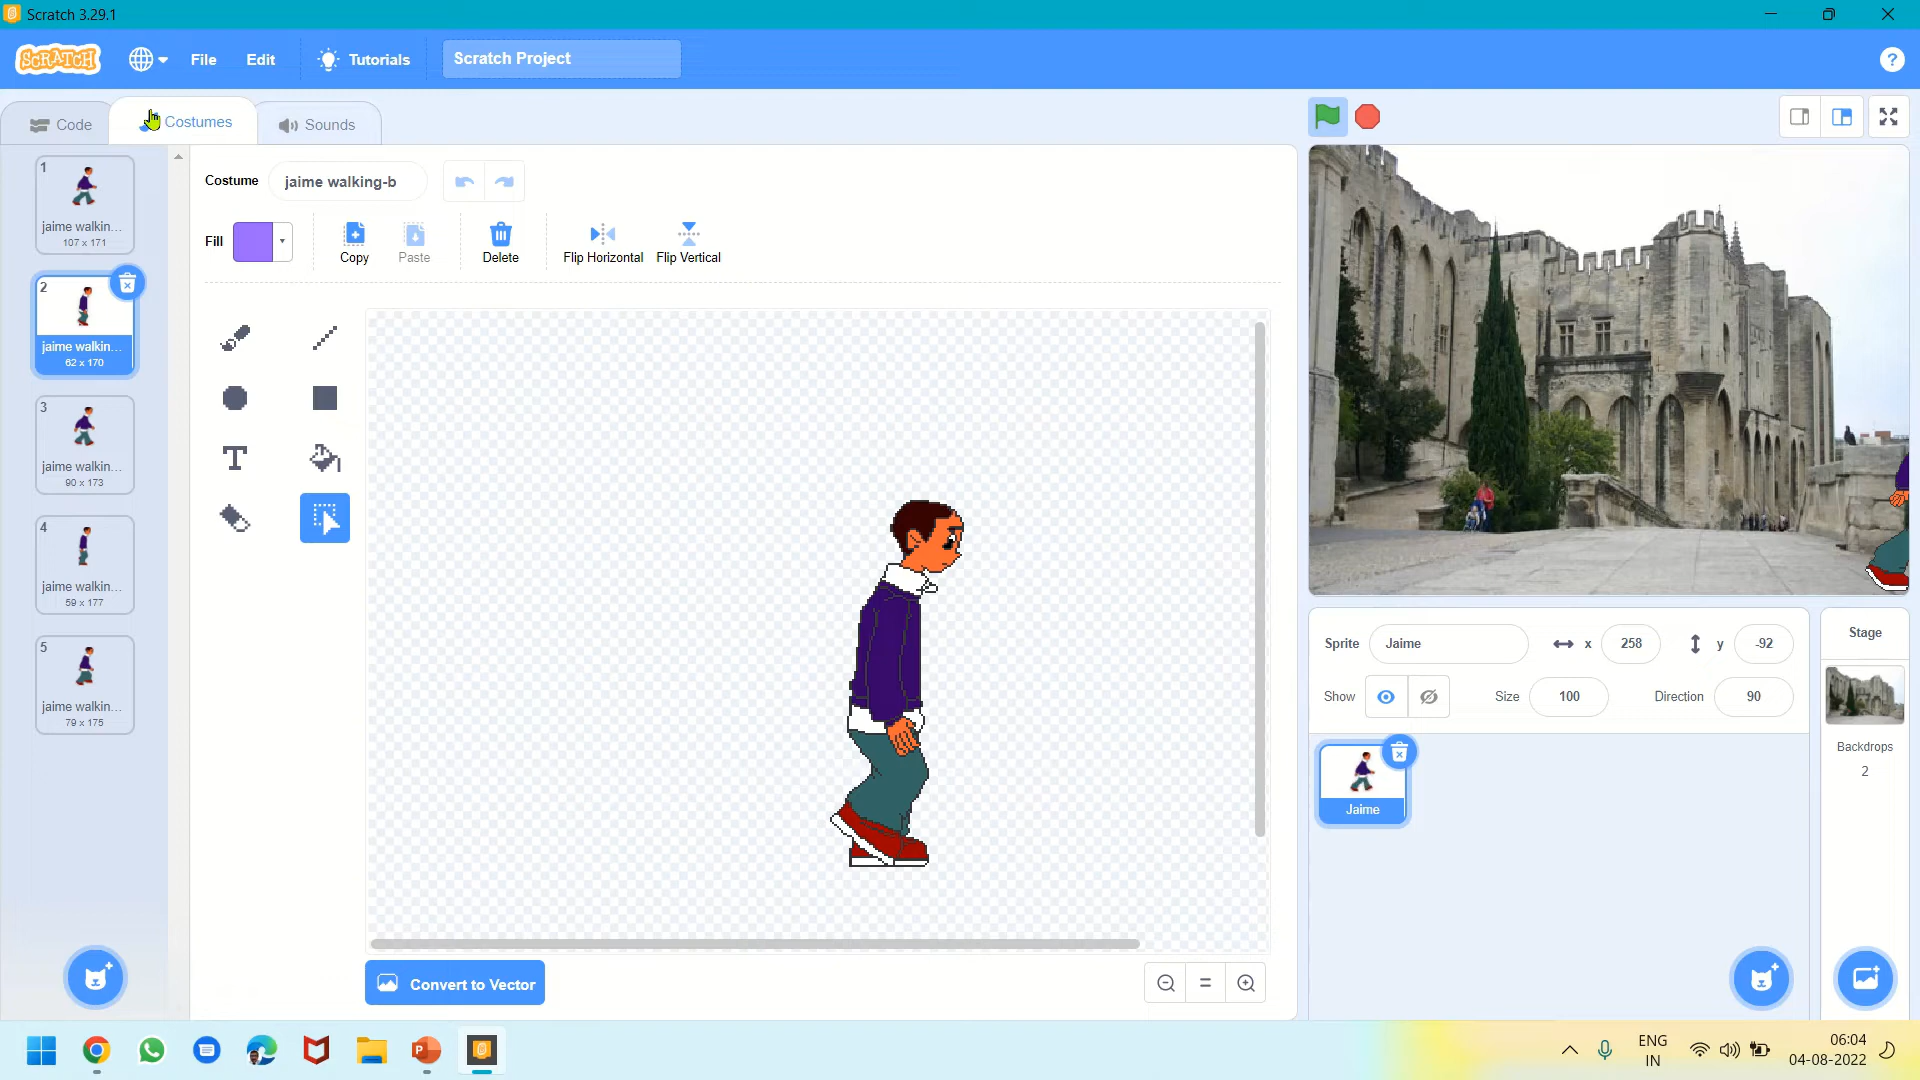 Scratch 3.29.1
SCRATCH
File
Edit
Tutorials
Scratch Project
?
Code
Costumes
Sounds
1
jaime walkin...
107 x 171
2
jaime walkin...
62 x 170
3
jaime walkin...
90 x 173
4
jaime walkin...
59 x 177
5
jaime walkin...
79 x 175
Costume
jaime walking-b
Fill
Copy
Paste
Delete
Flip Horizontal
Flip Vertical
T
Convert to Vector
Sprite
Jaime
x
258
y
-92
Show
Size
100
Direction
90
Jaime
Stage
Backdrops
2
ENG
IN
06:04
04-08-2022